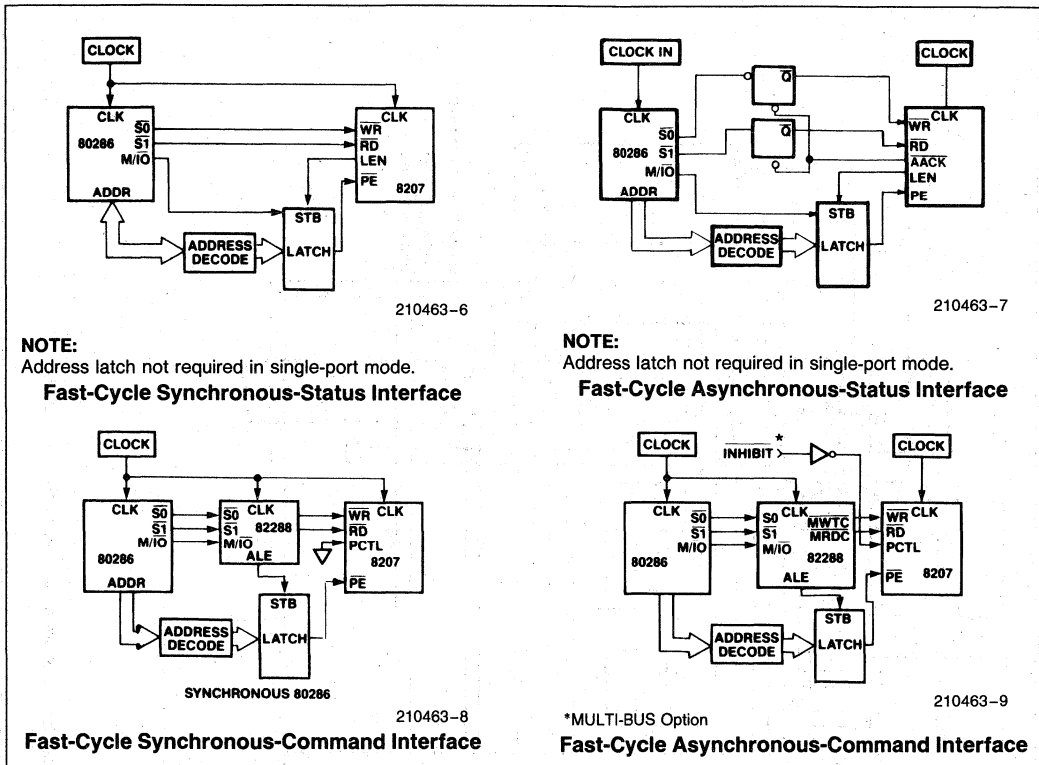 CLOCK
CLK
80286
S0
S1
M/IO
ADDR
CLK
WR
RD
LEN
PE
8207
STB
LATCH
ADDRESS
DECODE
210463-6
NOTE:
Address latch not required in single-port mode.
Fast-Cycle Synchronous-Status Interface
CLOCK IN
CLK
80286
S0
S1
M/IO
ADDR
Q
Q
CLOCK
CLK
WR
RD
AACK
LEN
PE
STB
LATCH
ADDRESS
DECODE
210463-7
NOTE:
Address latch not required in single-port mode.
Fast-Cycle Asynchronous-Status Interface
CLOCK
CLK
S0
S1
M/IO
80286
ADDR
CLK
S0
82288
S1
M/IO
ALE
CLK
WR
RD
PCTL
8207
PE
STB
LATCH
ADDRESS
DECODE
SYNCHRONOUS 80286
210463-8
Fast-Cycle Synchronous-Command Interface
CLOCK
INHIBIT *
CLOCK
CLK
S0
S1
M/IO
80286
CLK
S0
S1
M/IO
MWTC
MRDC
82288
ALE
CLK
WR
RD
PCTL
8207
PE
STB
LATCH
ADDRESS
DECODE
210463-9
*MULTI-BUS Option
Fast-Cycle Asynchronous-Command Interface